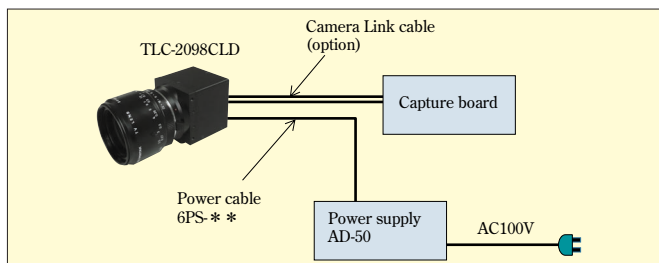 Camera Link cable
(option)
TLC-2098CLD
Capture board
Power cable
6PS-＊＊
Power supply
AD-50
AC100V